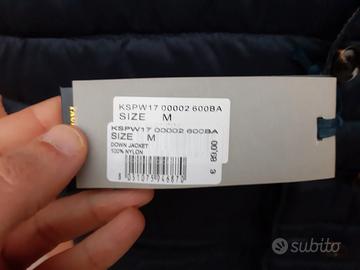 KSPW17 00002 600BA
SIZE M
KSPW17 00002 600BA
SIZE M
DOWN JACKET
100% NYLON
subito